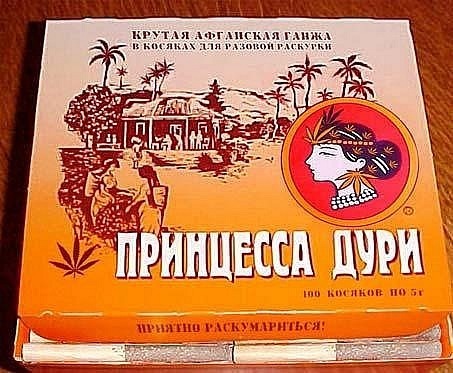 КРУТАЯ АФГАНСКАЯ ГАНЖА
В КОСЯКАХ ДЛЯ РАЗОВОЙ РАСКУРКИ
ПРИНЦЕССА ДУРИ
100 КОСЯКОВ ПО 5г
ПРИЯТНО РАСКУМАРИТЬСЯ!